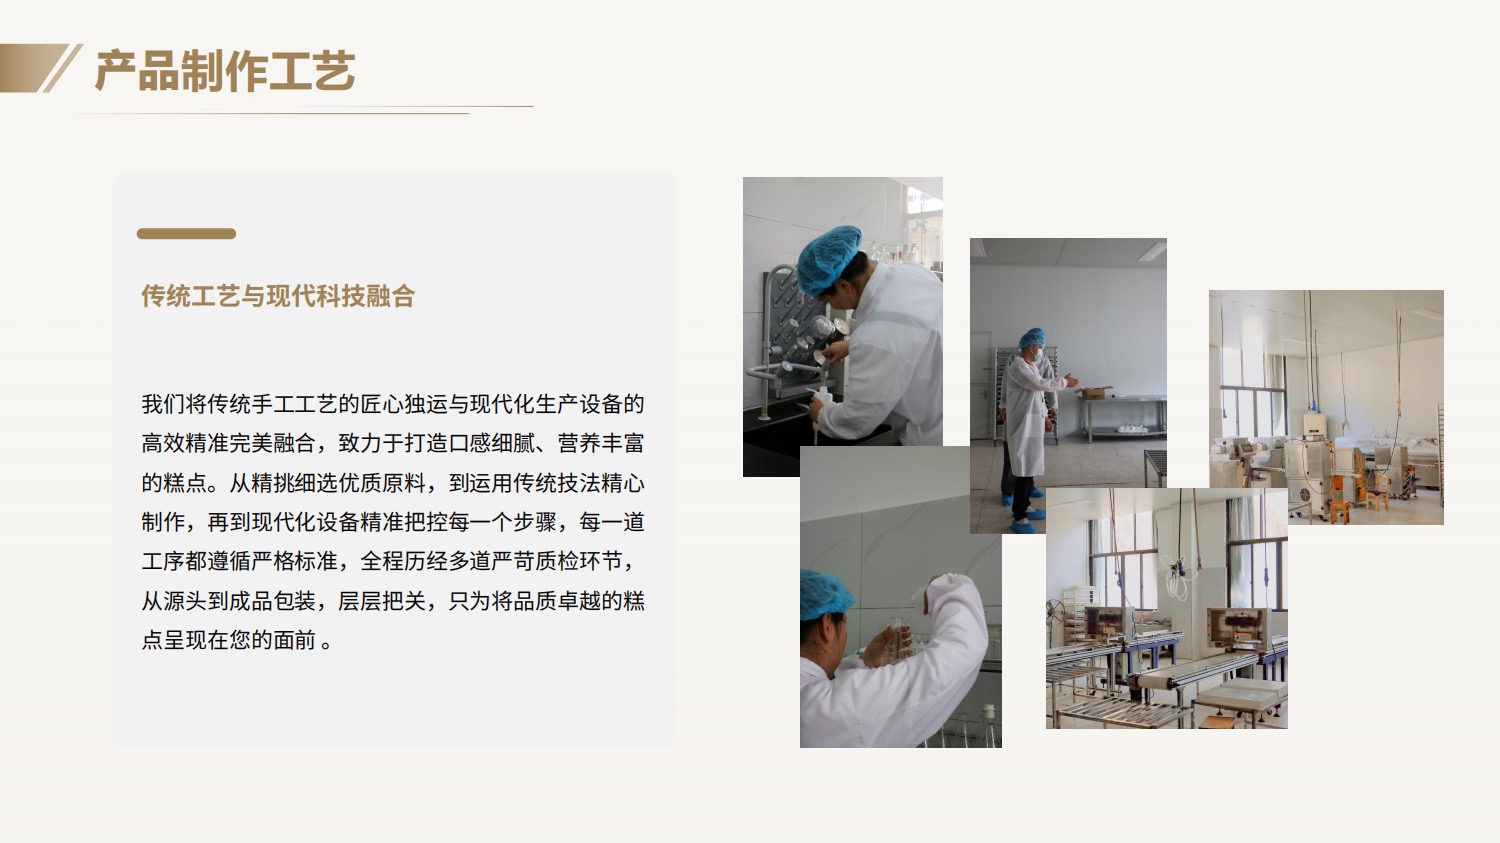 产品制作工艺
传统工艺与现代科技融合
我们将传统手工工艺的匠心独运与现代化生产设备的
高效精准完美融合，致力于打造口感细腻、营养丰富
的糕点。从精挑细选优质原料，到运用传统技法精心
制作，再到现代化设备精准把控每一个步骤，每一道
工序都遵循严格标准，全程历经多道严苛质检环节，
从源头到成品包装，层层把关，只为将品质卓越的糕
点呈现在您的面前 。